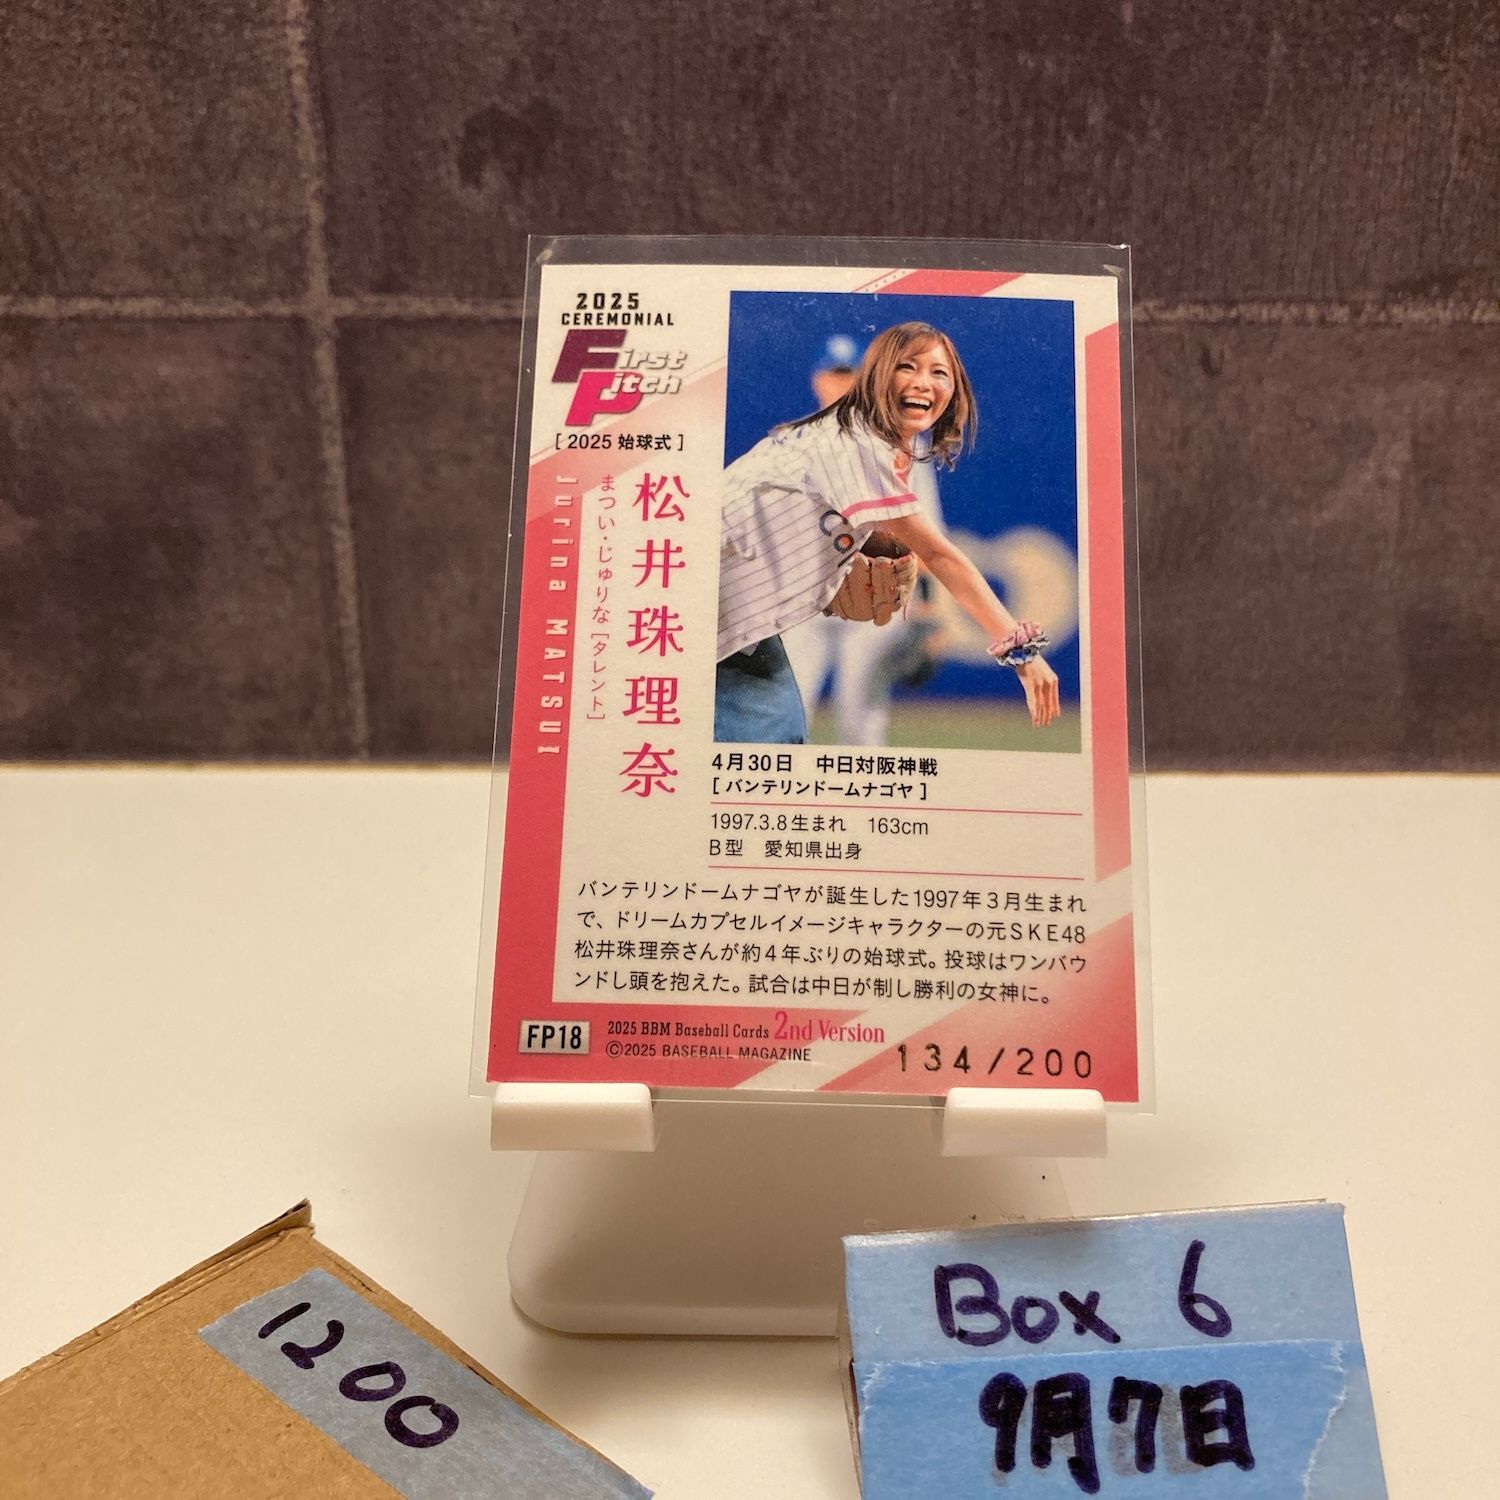 2025
CEREMONIAL
First
Pitch
[ 2025 始球式 ]
松井珠理奈
まつい・じゅりな [タレント]
Jurina MATSUI
Col
4月30日 中日対阪神戦
[ バンテリンドームナゴヤ ]
1997.3.8生まれ 163cm
B型 愛知県出身
バンテリンドームナゴヤが誕生した1997年3月生まれ
で、ドリームカプセルイメージキャラクターの元SKE48
松井珠理奈さんが約4年ぶりの始球式。投球はワンバウ
ンドし頭を抱えた。試合は中日が制し勝利の女神に。
FP18
2025 BBM Baseball Cards 2nd Version
©2025 BASEBALL MAGAZINE
134/200
1200
Box 6
9月7日